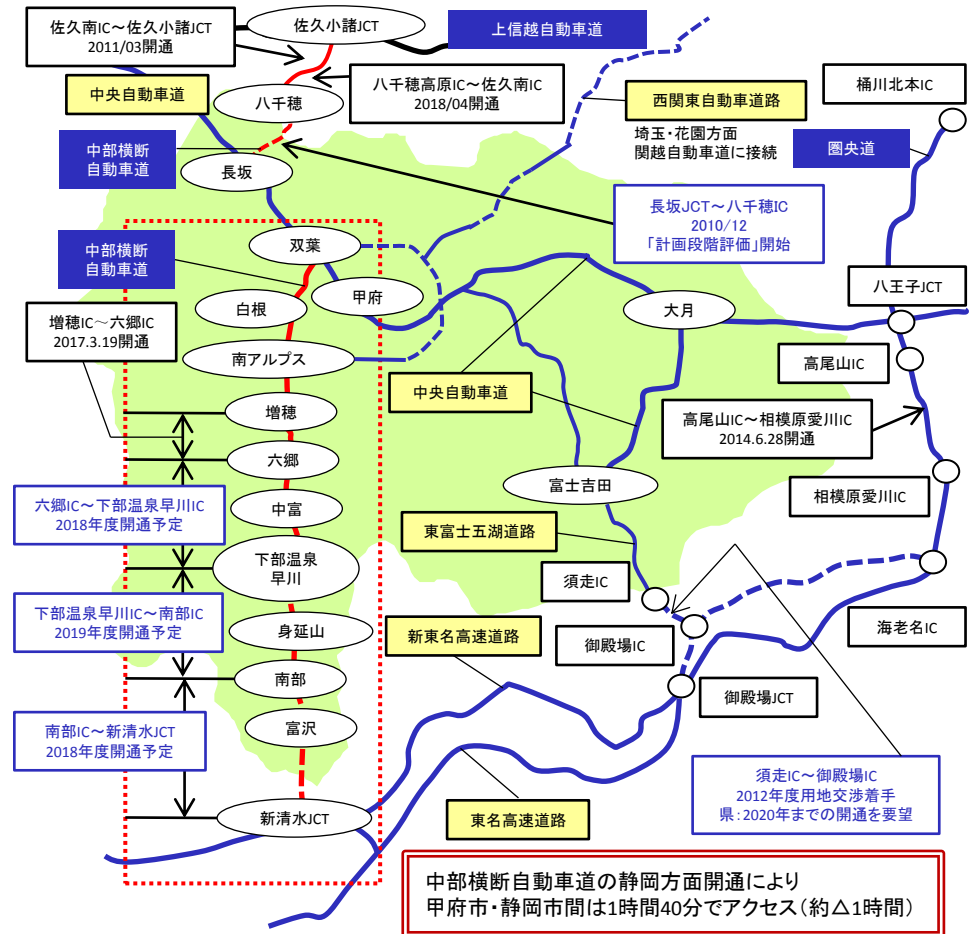 佐久南IC～佐久小諸JCT
2011/03開通
佐久小諸JCT
上信越自動車道
中央自動車道
八千穂
八千穂高原IC～佐久南IC
2018/04開通
西関東自動車道路
埼玉・花園方面
関越自動車道に接続
桶川北本IC
圏央道
中部横断
自動車道
長坂
長坂JCT～八千穂IC
2010/12
「計画段階評価」開始
中部横断
自動車道
双葉
甲府
白根
大月
八王子JCT
増穂IC～六郷IC
2017.3.19開通
南アルプス
高尾山IC
中央自動車道
増穂
高尾山IC～相模原愛川IC
2014.6.28開通
六郷
富士吉田
相模原愛川IC
六郷IC～下部温泉早川IC
2018年度開通予定
中富
東富士五湖道路
下部温泉
早川
須走IC
下部温泉早川IC～南部IC
2019年度開通予定
身延山
新東名高速道路
御殿場IC
海老名IC
南部
御殿場JCT
南部IC～新清水JCT
2018年度開通予定
富沢
須走IC～御殿場IC
2012年度用地交渉着手
県：2020年までの開通を要望
新清水JCT
東名高速道路
中部横断自動車道の静岡方面開通により
甲府市・静岡市間は1時間40分でアクセス（約△1時間）